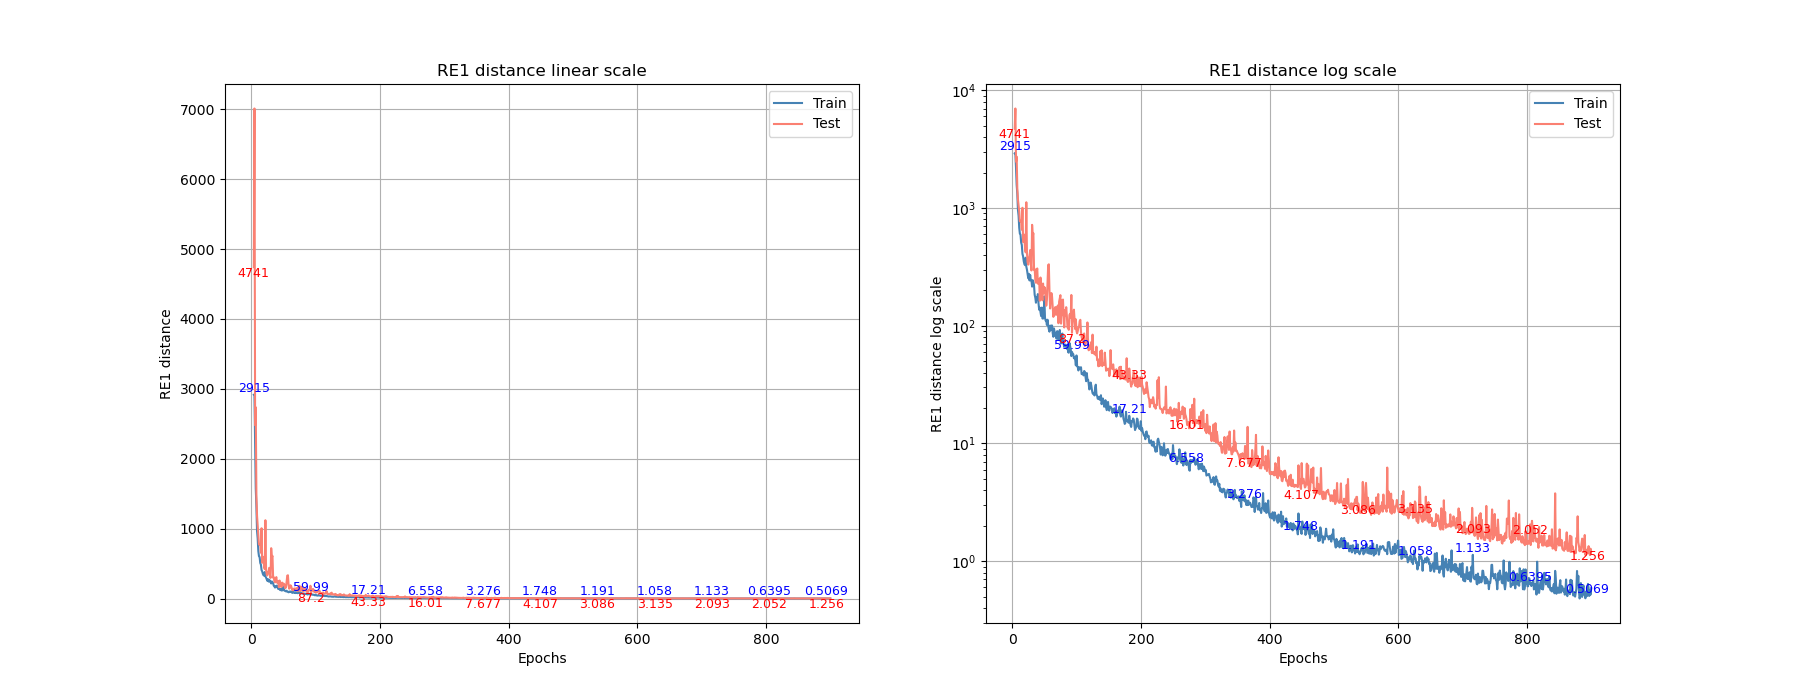 RE1 distance linear scale
7000
6000
5000
4000
3000
2000
1000
0
RE1 distance
Train
Test
4741
2915
59.99 17.21 6.558 3.276 1.748 1.191 1.058 1.133 0.6395 0.5069
87.2 43.33 16.01 7.677 4.107 3.086 3.135 2.093 2.052 1.256
0 200 400 600 800
Epochs
RE1 distance log scale
10⁴
10³
10²
10¹
10⁰
RE1 distance log scale
Train
Test
4741
2915
87.2
59.99
43.33
17.21
16.01
6.558
7.677
3.276
4.107
1.748
3.086
1.191
3.135
1.058
2.093
1.133
2.052
0.6395
1.256
0.5069
0 200 400 600 800
Epochs